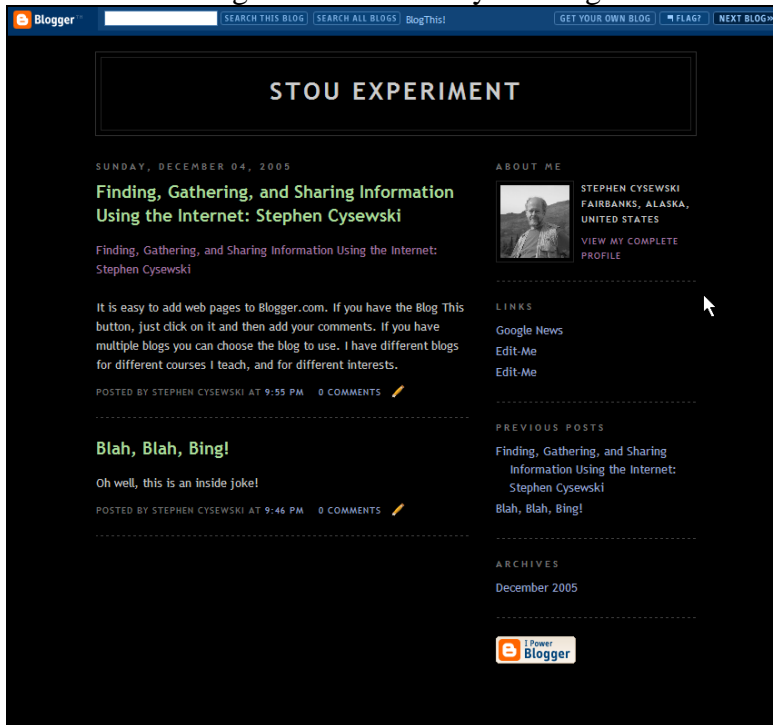 Blogger™ SEARCH THIS BLOG SEARCH ALL BLOGS BlogThis! GET YOUR OWN BLOG FLAG? NEXT BLOG»
STOU EXPERIMENT
SUNDAY, DECEMBER 04, 2005
Finding, Gathering, and Sharing Information
Using the Internet: Stephen Cysewski
Finding, Gathering, and Sharing Information Using the Internet:
Stephen Cysewski
It is easy to add web pages to Blogger.com. If you have the Blog This
button, just click on it and then add your comments. If you have
multiple blogs you can choose the blog to use. I have different blogs
for different courses I teach, and for different interests.
POSTED BY STEPHEN CYSEWSKI AT 9:55 PM 0 COMMENTS
Blah, Blah, Bing!
Oh well, this is an inside joke!
POSTED BY STEPHEN CYSEWSKI AT 9:46 PM 0 COMMENTS
ABOUT ME
STEPHEN CYSEWSKI
FAIRBANKS, ALASKA,
UNITED STATES
VIEW MY COMPLETE
PROFILE
LINKS
Google News
Edit-Me
Edit-Me
PREVIOUS POSTS
Finding, Gathering, and Sharing
Information Using the Internet:
Stephen Cysewski
Blah, Blah, Bing!
ARCHIVES
December 2005
I Power
Blogger